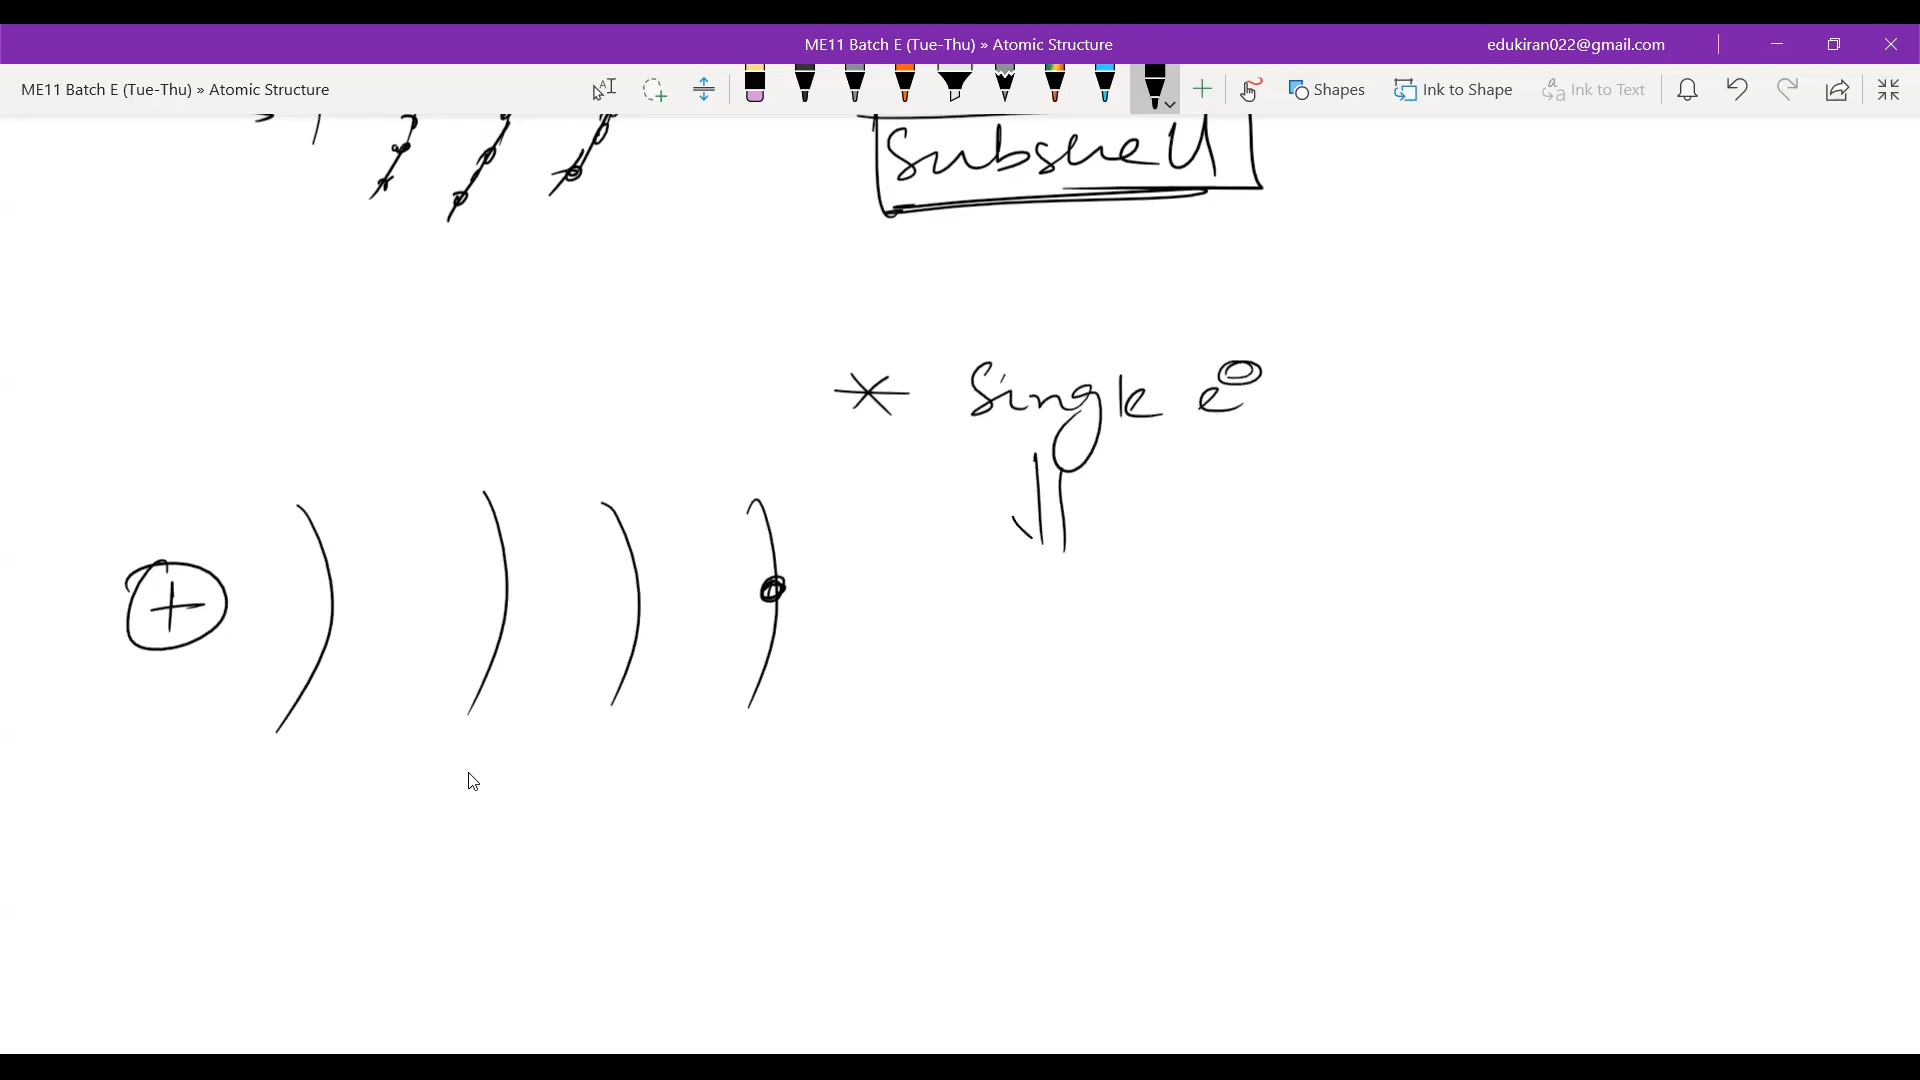 ME11 Batch E (Tue-Thu) » Atomic Structure
edukiran022@gmail.com
ME11 Batch E (Tue-Thu) » Atomic Structure
Shapes
Ink to Shape
Ink to Text
Subshell
* Single e⊖
+